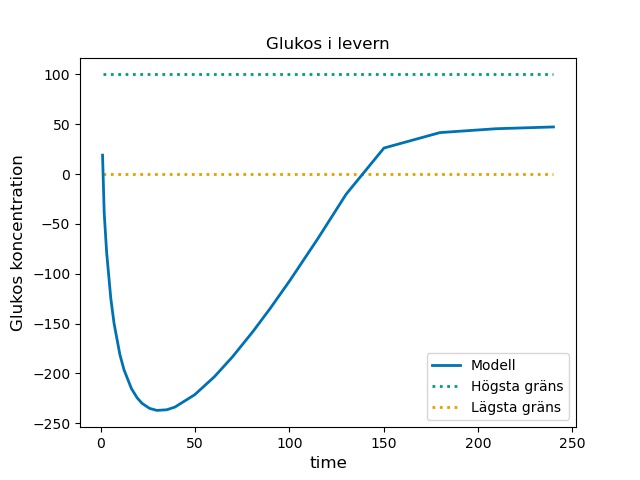 Glukos i levern
Glukos koncentration
100
50
0
−50
−100
−150
−200
−250
0 50 100 150 200 250
time
Modell
Högsta gräns
Lägsta gräns